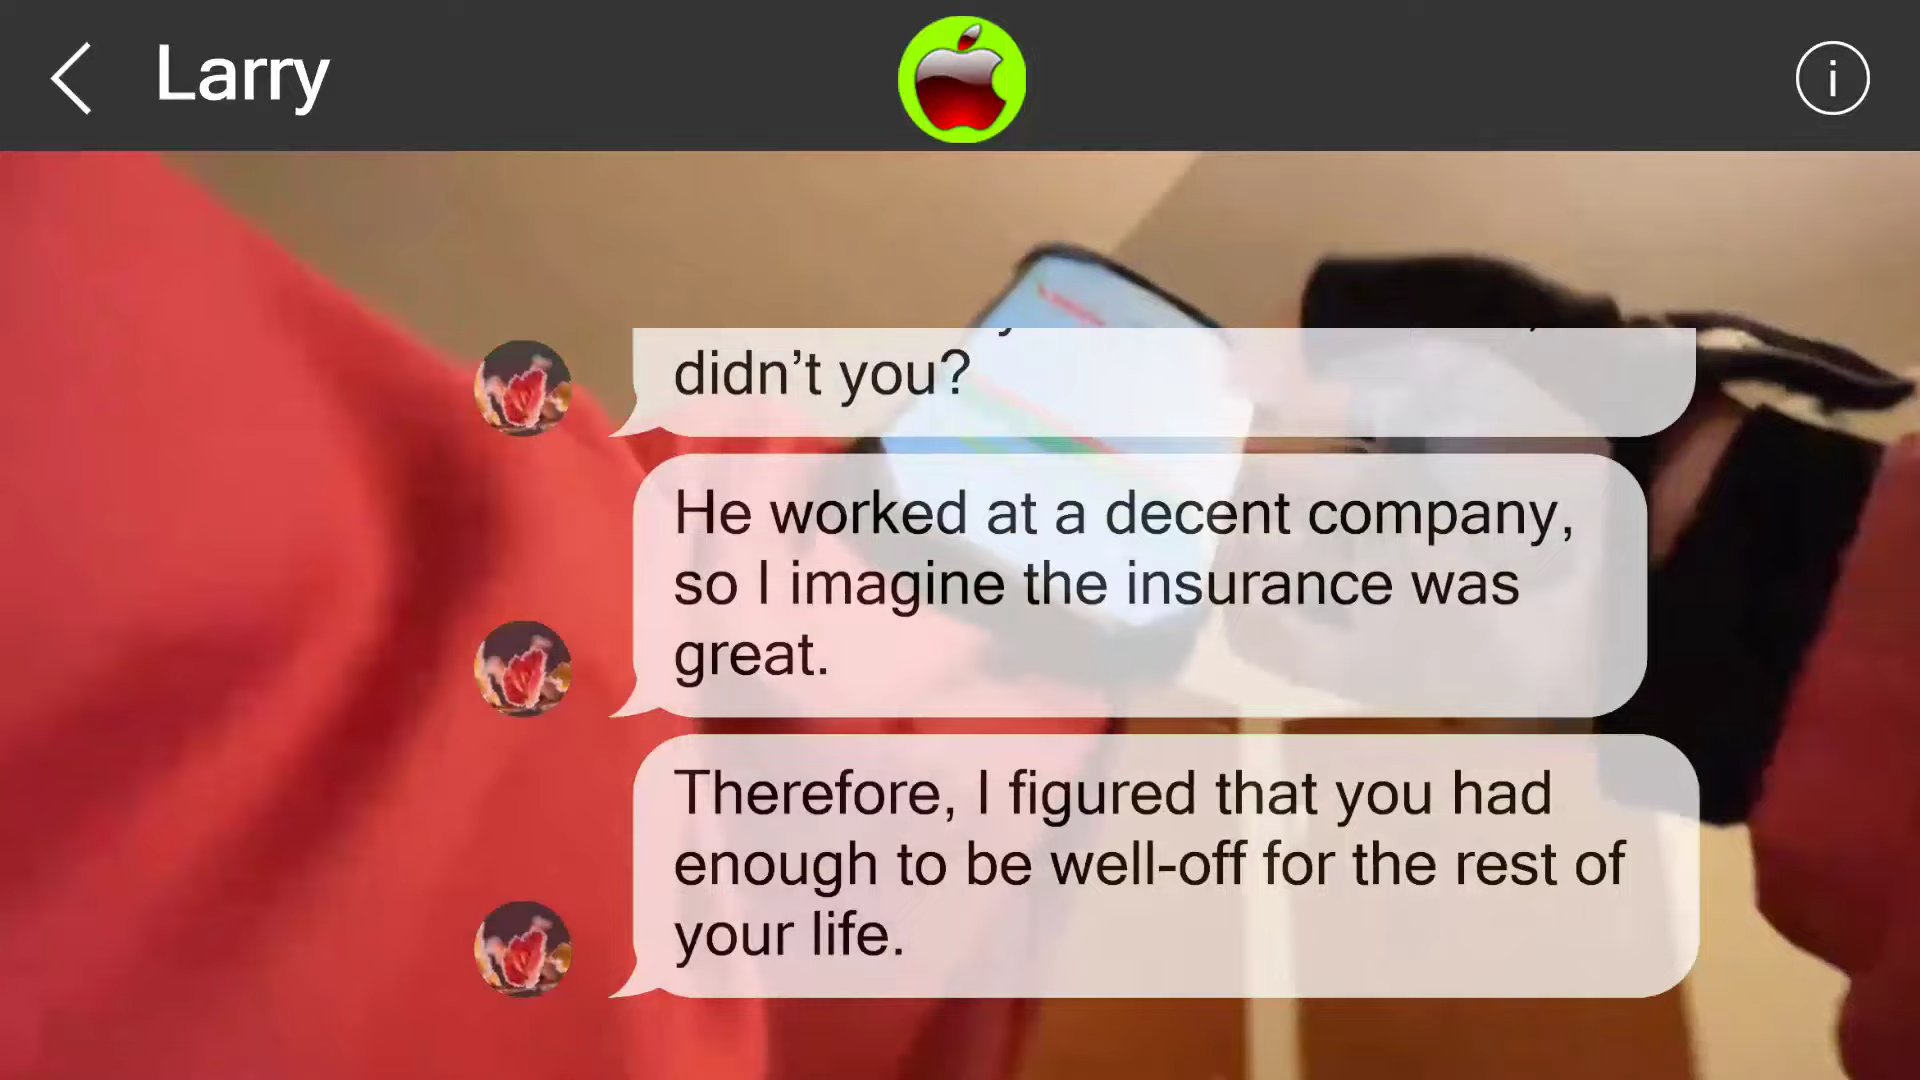 Larry
didn't you?
He worked at a decent company,
so I imagine the insurance was
great.
Therefore, I figured that you had
enough to be well-off for the rest of
your life.